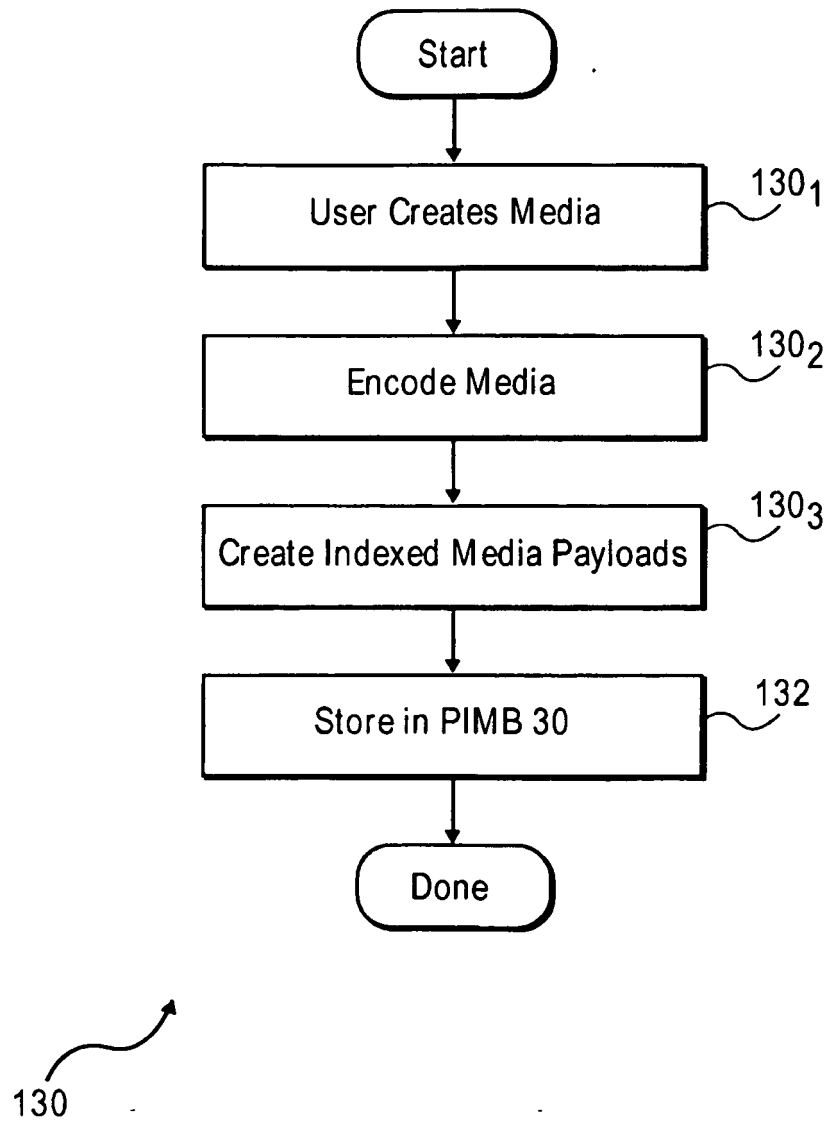 Start
User Creates Media
130₁
Encode Media
130₂
Create Indexed Media Payloads
130₃
Store in PIMB 30
132
Done
130